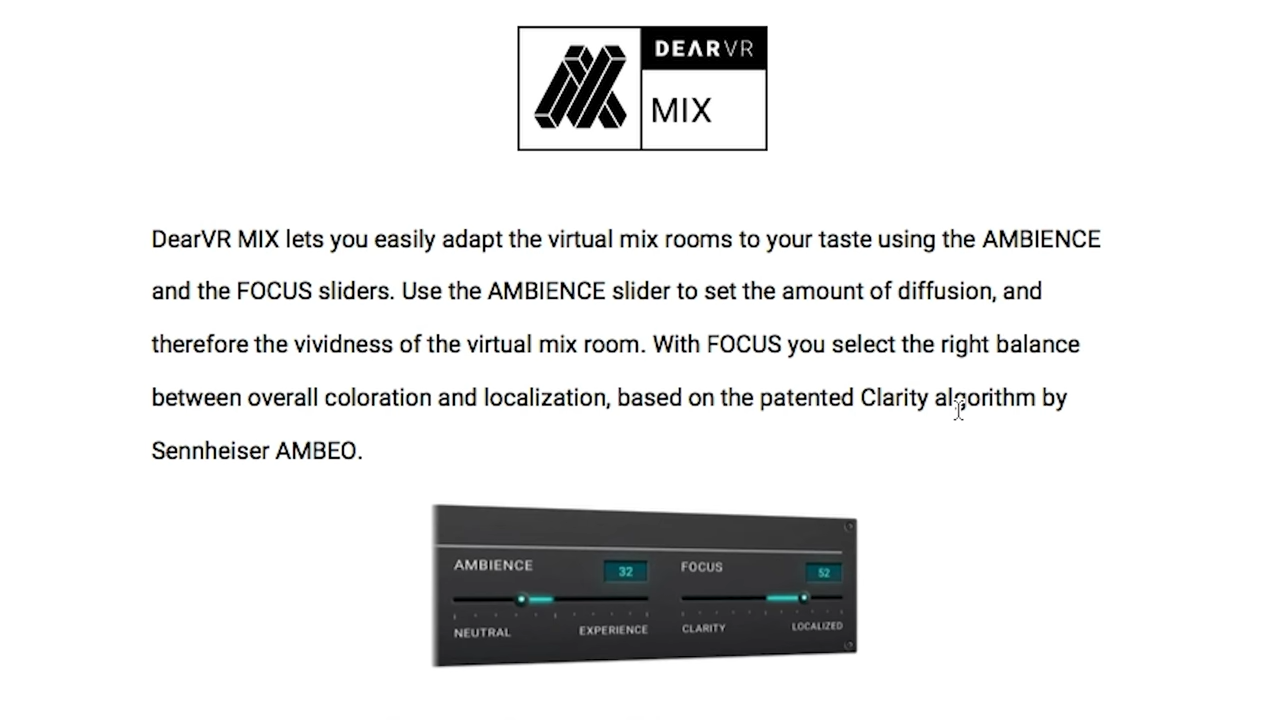 DEARVR
MIX
DearVR MIX lets you easily adapt the virtual mix rooms to your taste using the AMBIENCE
and the FOCUS sliders. Use the AMBIENCE slider to set the amount of diffusion, and
therefore the vividness of the virtual mix room. With FOCUS you select the right balance
between overall coloration and localization, based on the patented Clarity algorithm by
Sennheiser AMBEO.
AMBIENCE 32 FOCUS 52
NEUTRAL EXPERIENCE CLARITY LOCALIZED